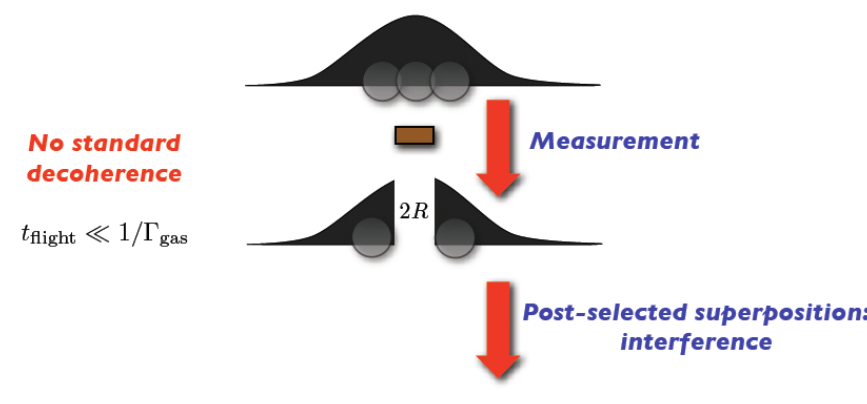 No standard
decoherence
Measurement
2R
t_flight ≪ 1/Γ_gas
Post-selected superposition:
interference